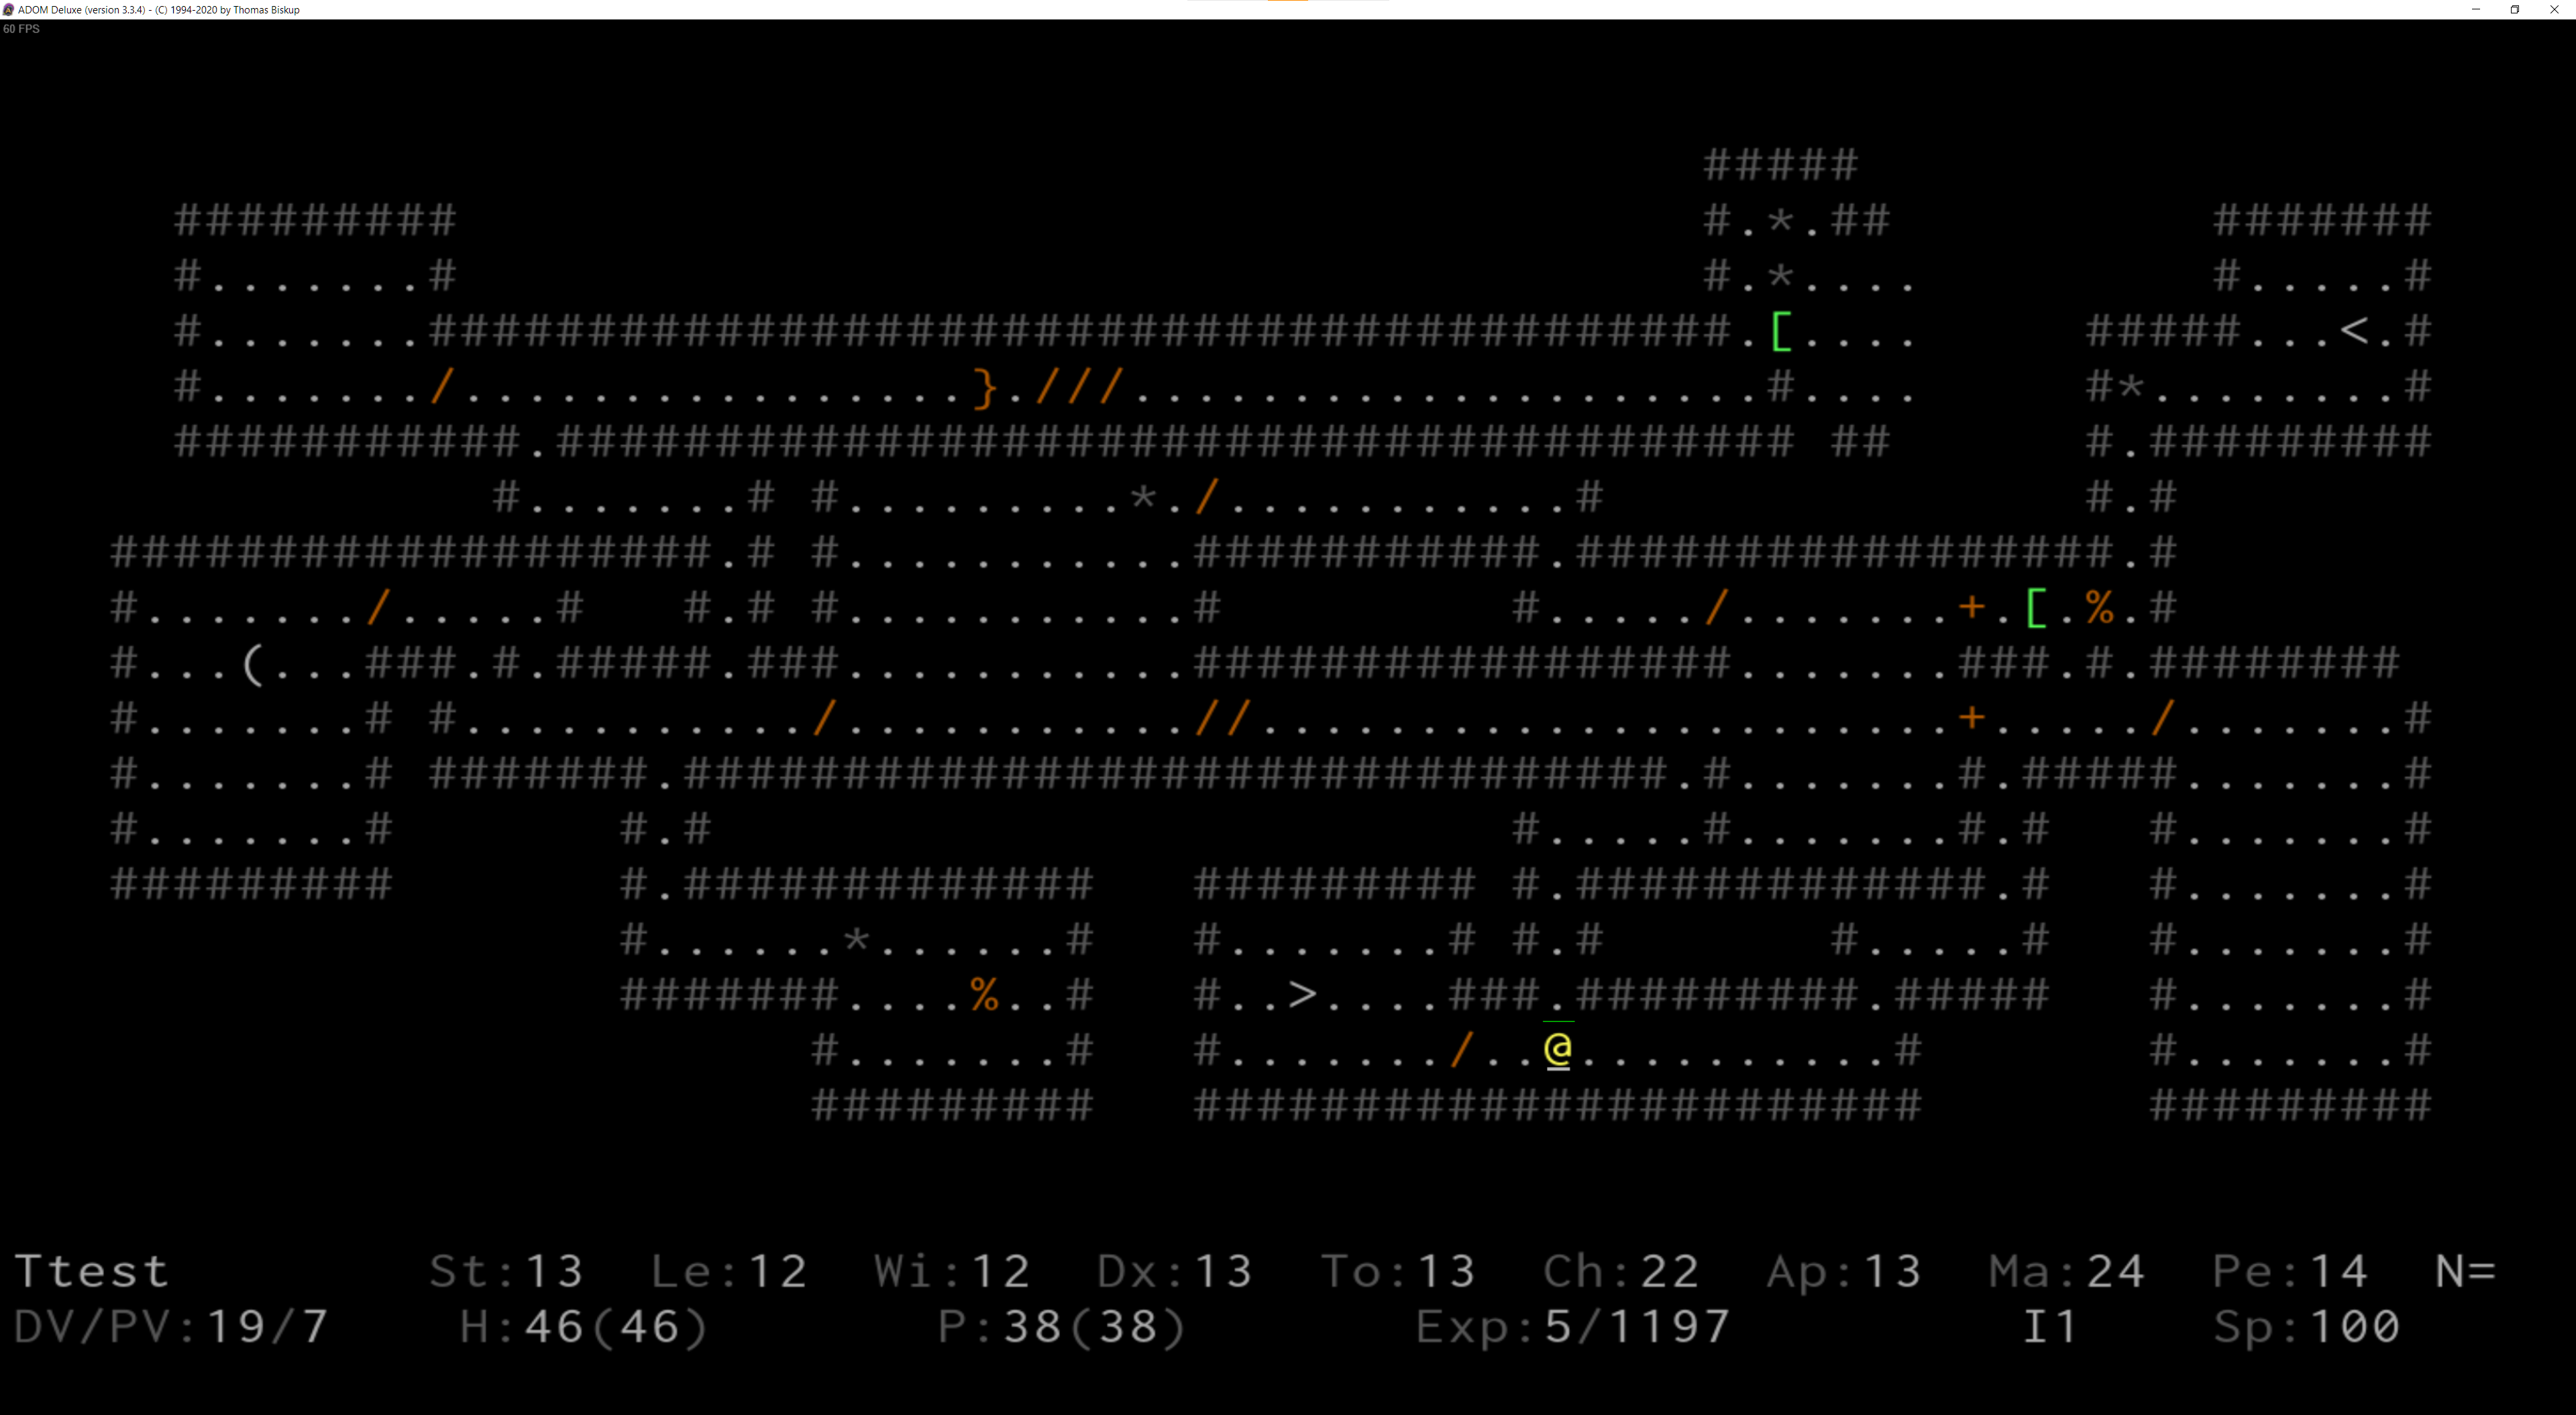 ADOM Deluxe (version 3.3.4) - (C) 1994-2020 by Thomas Biskup
60 FPS
#####
######### #.*.## #######
#.......# #.*.... #.....#
#.......#########################################.[.... #####...<.#
#......./................}.///....................#.... #*........#
###########.####################################### ## #.#########
#.......# #.........*./...........# #.#
###################.# #...........###########.#################.#
#......./.....# #.# #...........# #...../.......+.[.%.#
#...(...###.#.#####.###...........#################.......###.#.########
#.......# #.........../...........//......................+...../.......#
#.......# #######.###############################.#.......#.#####.......#
#.......# #.# #.....#.......#.# #.......#
######### #.############# ######### #.#############.# #.......#
#......*......# #.......# #.# #.....# #.......#
#######....%..# #..>....###.#########.##### #.......#
#.......# #......./..@..........# #.......#
######### ####################### #########
Ttest St:13 Le:12 Wi:12 Dx:13 To:13 Ch:22 Ap:13 Ma:24 Pe:14 N=
DV/PV:19/7 H:46(46) P:38(38) Exp:5/1197 I1 Sp:100